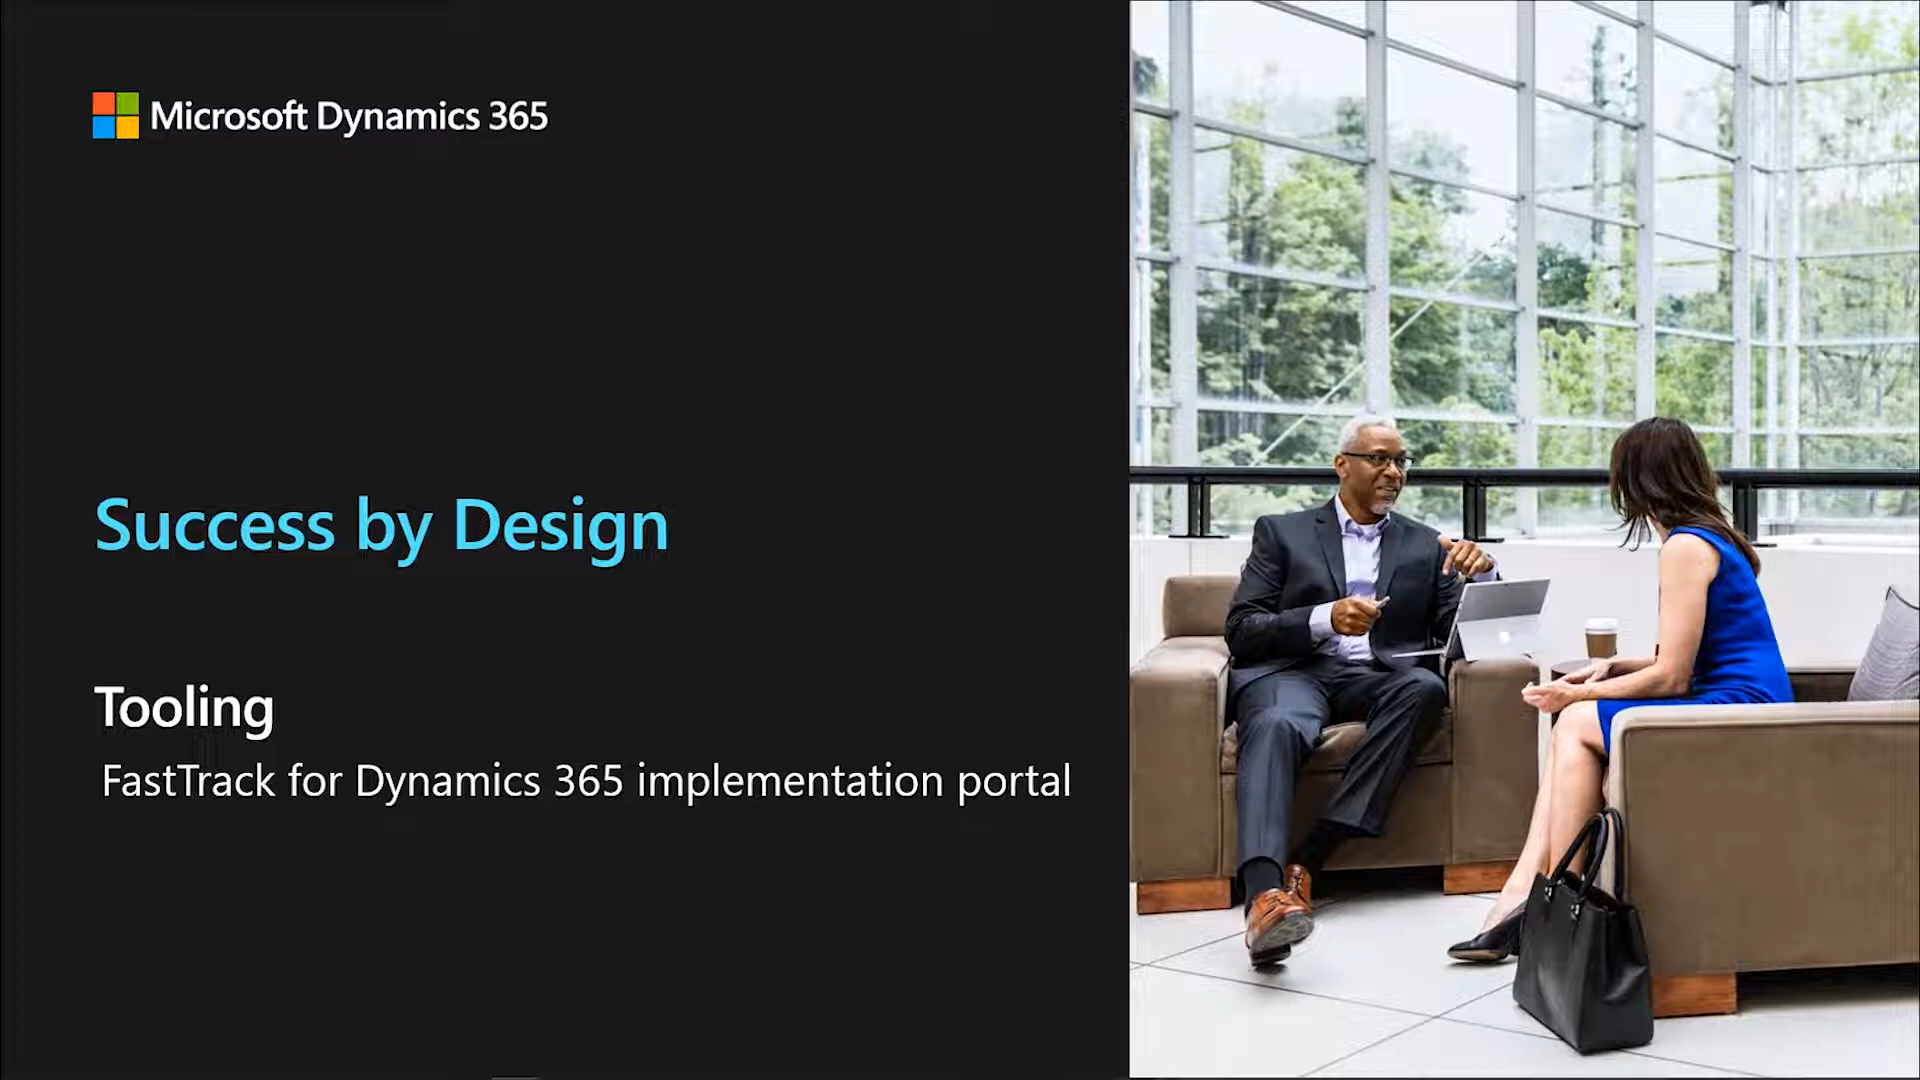 Microsoft Dynamics 365
Success by Design
Tooling
FastTrack for Dynamics 365 implementation portal